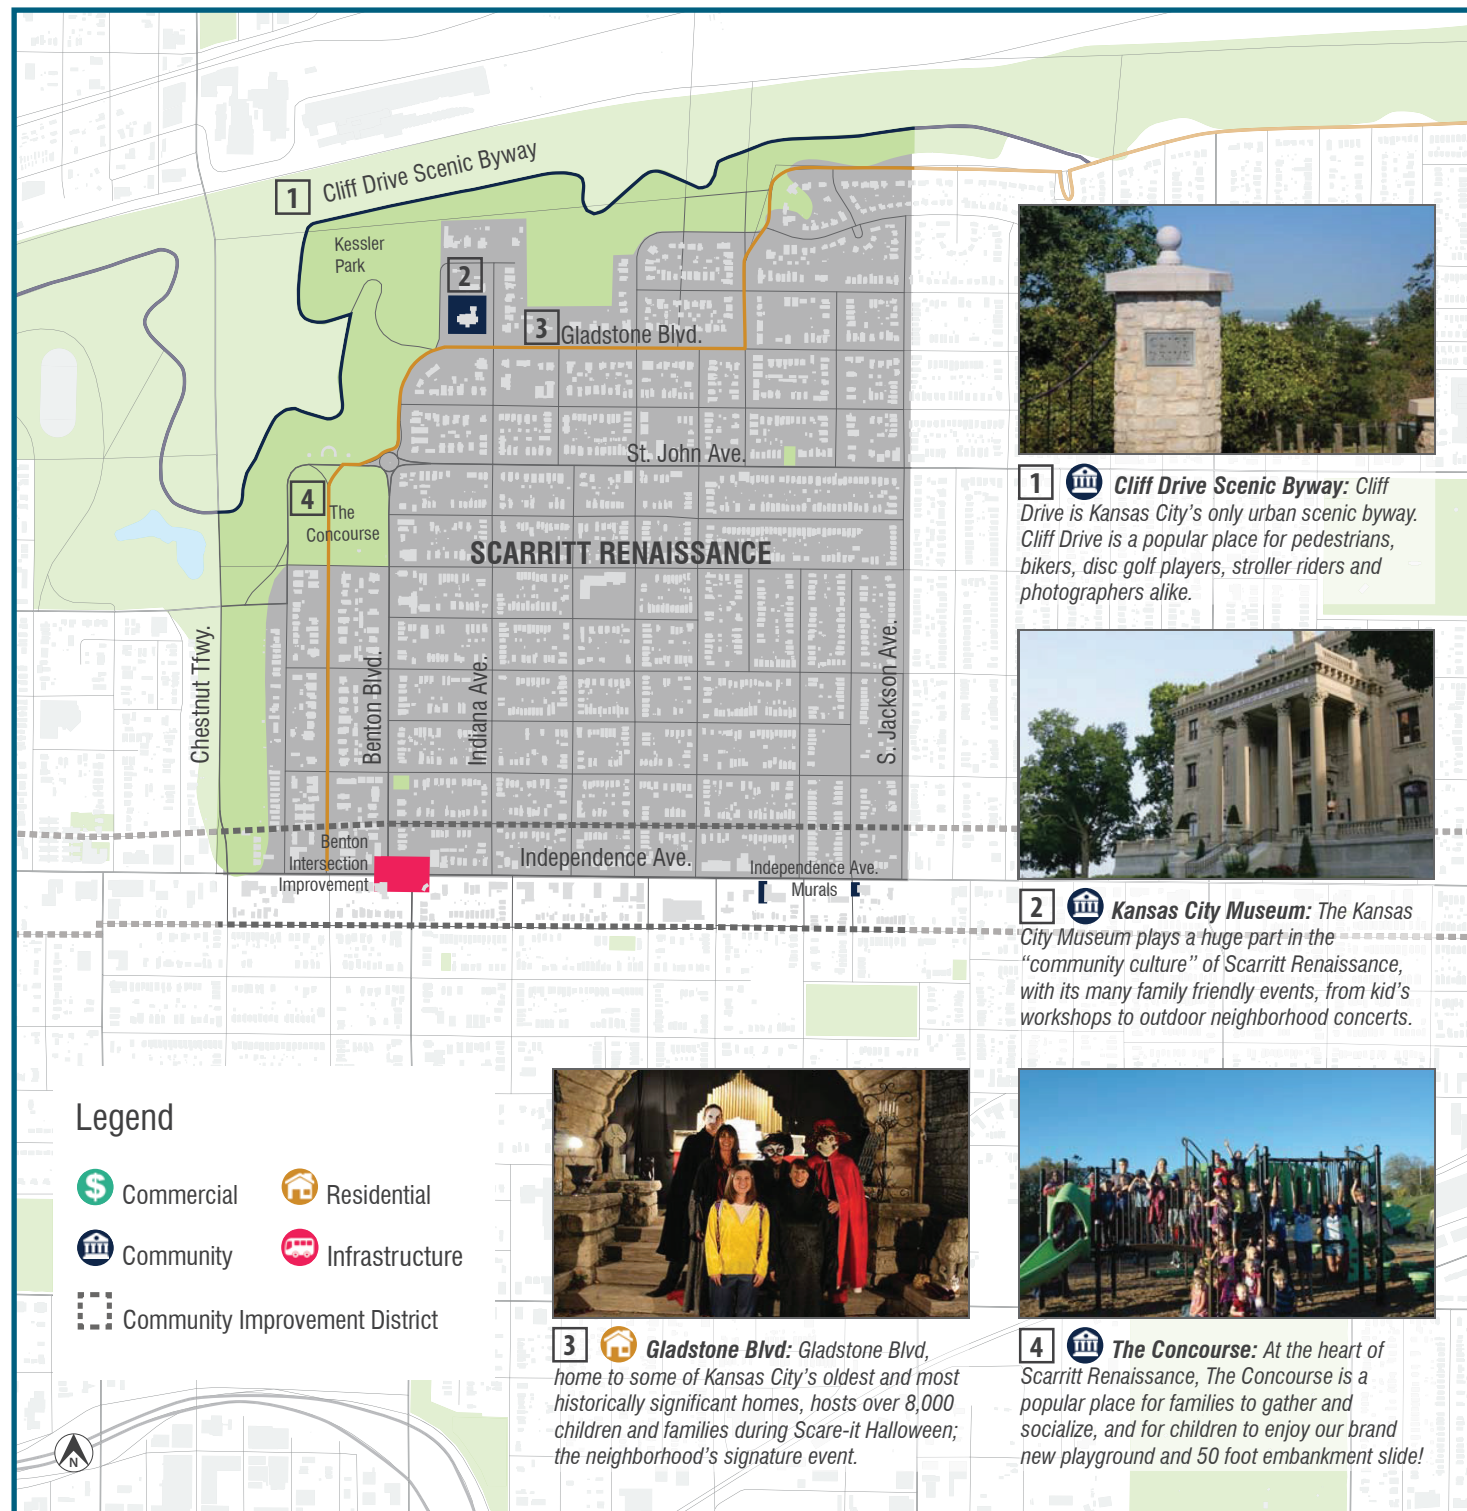 1
Cliff Drive Scenic Byway
Kessler
Park
2
3
Gladstone Blvd.
St. John Ave.
4
The
Concourse
SCARRITT RENAISSANCE
Chestnut Tfwy.
Benton Blvd.
Indiana Ave.
S. Jackson Ave.
Benton
Intersection
Improvement
Independence Ave.
Independence Ave.
Murals
CLIFF
DRIVE
1 Cliff Drive Scenic Byway: Cliff
Drive is Kansas City's only urban scenic byway.
Cliff Drive is a popular place for pedestrians,
bikers, disc golf players, stroller riders and
photographers alike.
2 Kansas City Museum: The Kansas
City Museum plays a huge part in the
“community culture” of Scarritt Renaissance,
with its many family friendly events, from kid's
workshops to outdoor neighborhood concerts.
Legend
$ Commercial
Residential
Community
Infrastructure
Community Improvement District
N
3 Gladstone Blvd: Gladstone Blvd,
home to some of Kansas City's oldest and most
historically significant homes, hosts over 8,000
children and families during Scare-it Halloween;
the neighborhood's signature event.
4 The Concourse: At the heart of
Scarritt Renaissance, The Concourse is a
popular place for families to gather and
socialize, and for children to enjoy our brand
new playground and 50 foot embankment slide!